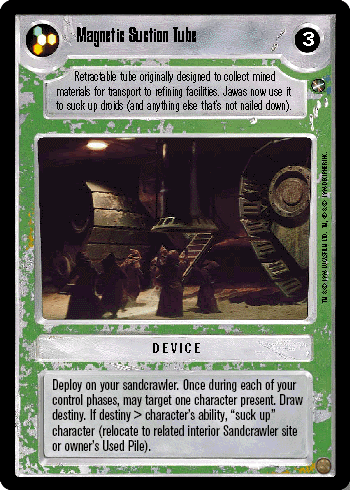 Magnetic Suction Tube
3
Retractable tube originally designed to collect mined
materials for transport to refining facilities. Jawas now use it
to suck up droids (and anything else that's not nailed down).
DEVICE
Deploy on your sandcrawler. Once during each of your
control phases, may target one character present. Draw
destiny. If destiny > character's ability, “suck up”
character (relocate to related interior Sandcrawler site
or owner's Used Pile).